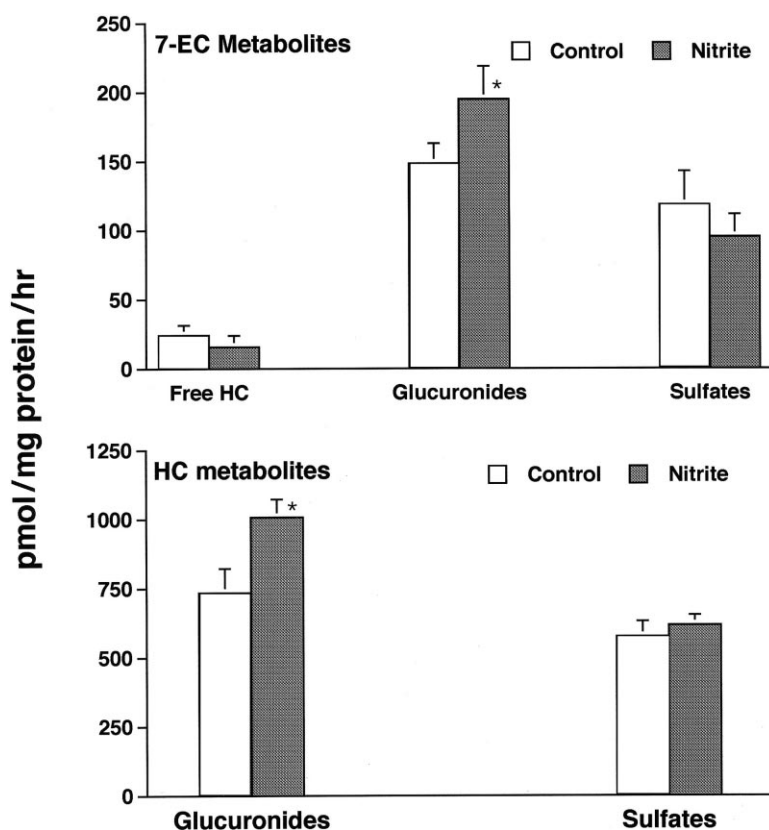 pmol/mg protein/hr
7-EC Metabolites
Control Nitrite
250
200
150
100
50
0
*
Free HC Glucuronides Sulfates
HC metabolites
Control Nitrite
1250
1000
750
500
250
0
*
Glucuronides Sulfates